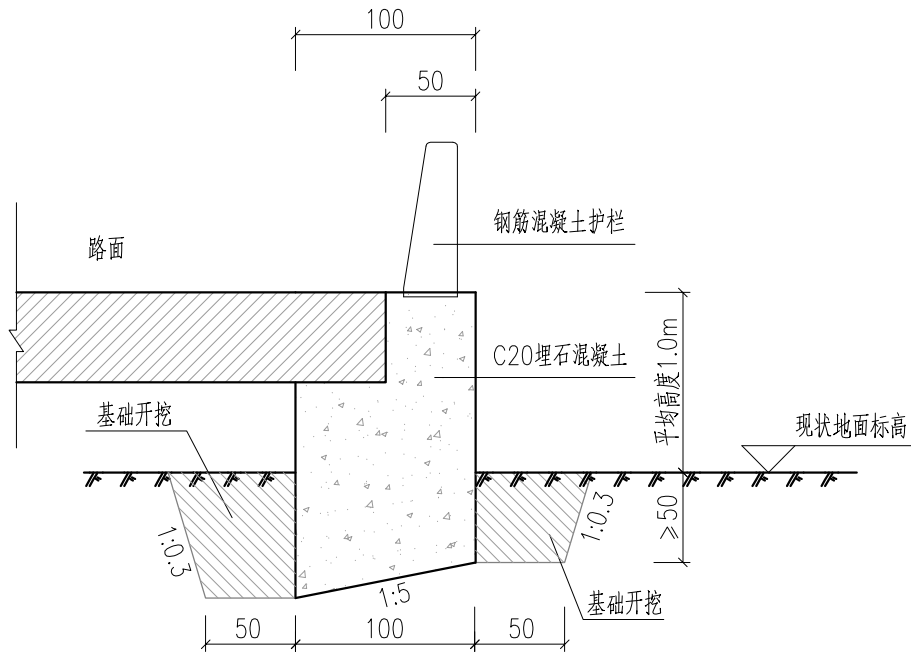 100
50
钢筋混凝土护栏
路面
C20埋石混凝土
平均高度1.0m
基础开挖
现状地面标高
1:0.3
1:0.3
≥50
1:5
基础开挖
50
100
50